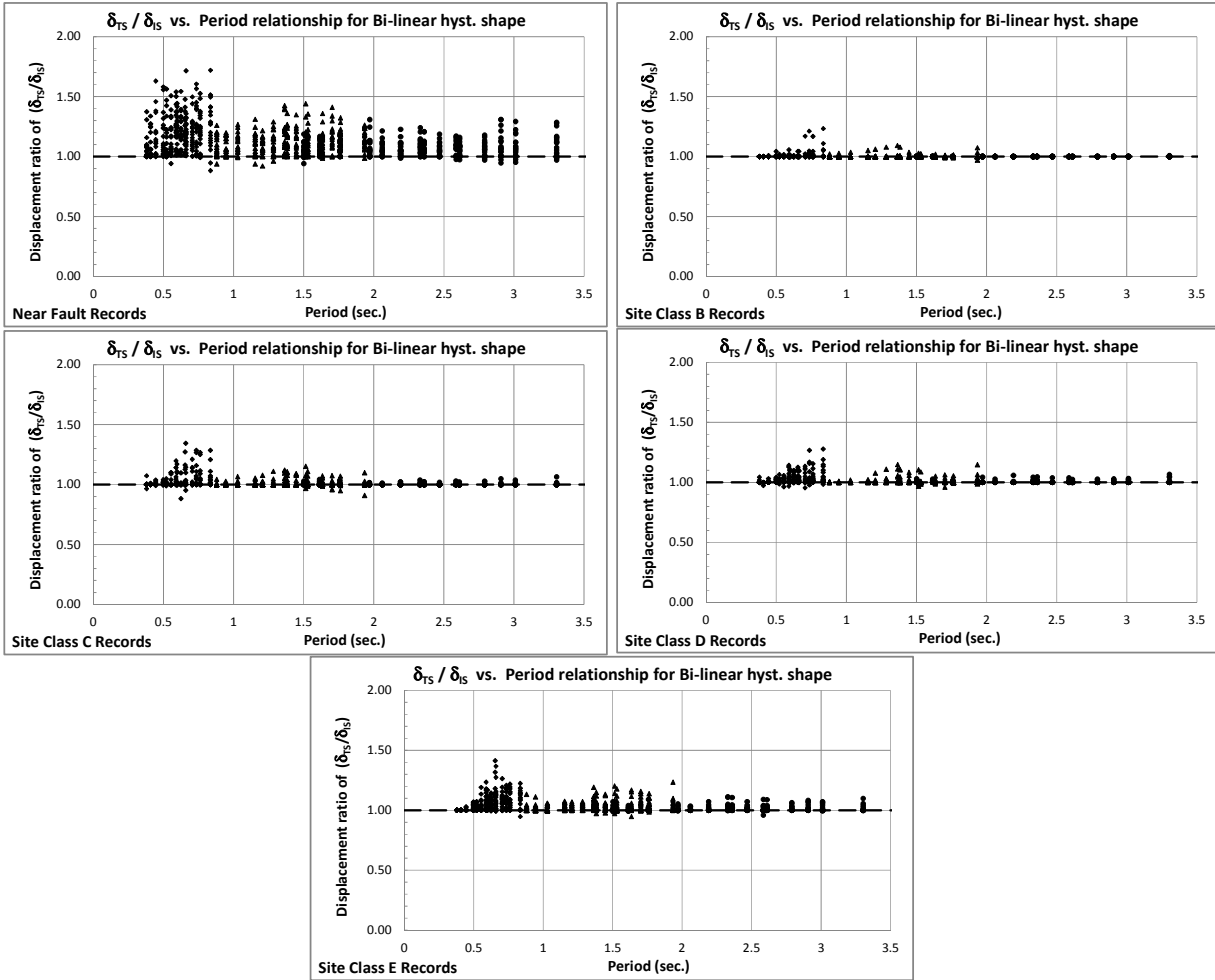 δTS / δIS vs. Period relationship for Bi-linear hyst. shape
Displacement ratio of (δTS/δIS)
2.00
1.50
1.00
0.50
0.00
0 0.5 1 1.5 2 2.5 3 3.5
Period (sec.)
Near Fault Records
δTS / δIS vs. Period relationship for Bi-linear hyst. shape
Displacement ratio of (δTS/δIS)
2.00
1.50
1.00
0.50
0.00
0 0.5 1 1.5 2 2.5 3 3.5
Period (sec.)
Site Class B Records
δTS / δIS vs. Period relationship for Bi-linear hyst. shape
Displacement ratio of (δTS/δIS)
2.00
1.50
1.00
0.50
0.00
0 0.5 1 1.5 2 2.5 3 3.5
Period (sec.)
Site Class C Records
δTS / δIS vs. Period relationship for Bi-linear hyst. shape
Displacement ratio of (δTS/δIS)
2.00
1.50
1.00
0.50
0.00
0 0.5 1 1.5 2 2.5 3 3.5
Period (sec.)
Site Class D Records
δTS / δIS vs. Period relationship for Bi-linear hyst. shape
Displacement ratio of (δTS/δIS)
2.00
1.50
1.00
0.50
0.00
0 0.5 1 1.5 2 2.5 3 3.5
Period (sec.)
Site Class E Records